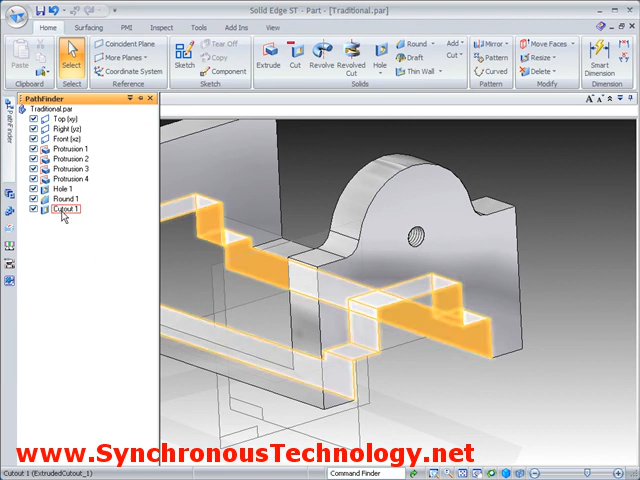 Solid Edge ST - Part - [Traditional.par]
Home Surfacing PMI Inspect Tools Add Ins View
Paste
Clipboard
Select
Select
Coincident Plane
More Planes
Coordinate System
Reference
Sketch
Tear Off
Copy
Component
Extrude Cut Revolve Revolved Cut
Round
Draft
Thin Wall
Add Cut
Solids
Mirror
Pattern
Curved
Pattern
Move Faces
Resize
Delete
Modify
Smart Dimension
Dimension
PathFinder
PathFinder
Traditional.par
Top (xy)
Right (yz)
Front (xz)
Protrusion 1
Protrusion 2
Protrusion 3
Protrusion 4
Hole 1
Round 1
Cutout 1
www.SynchronousTechnology.net
Cutout 1 (ExtrudedCutout_1)
Command Finder